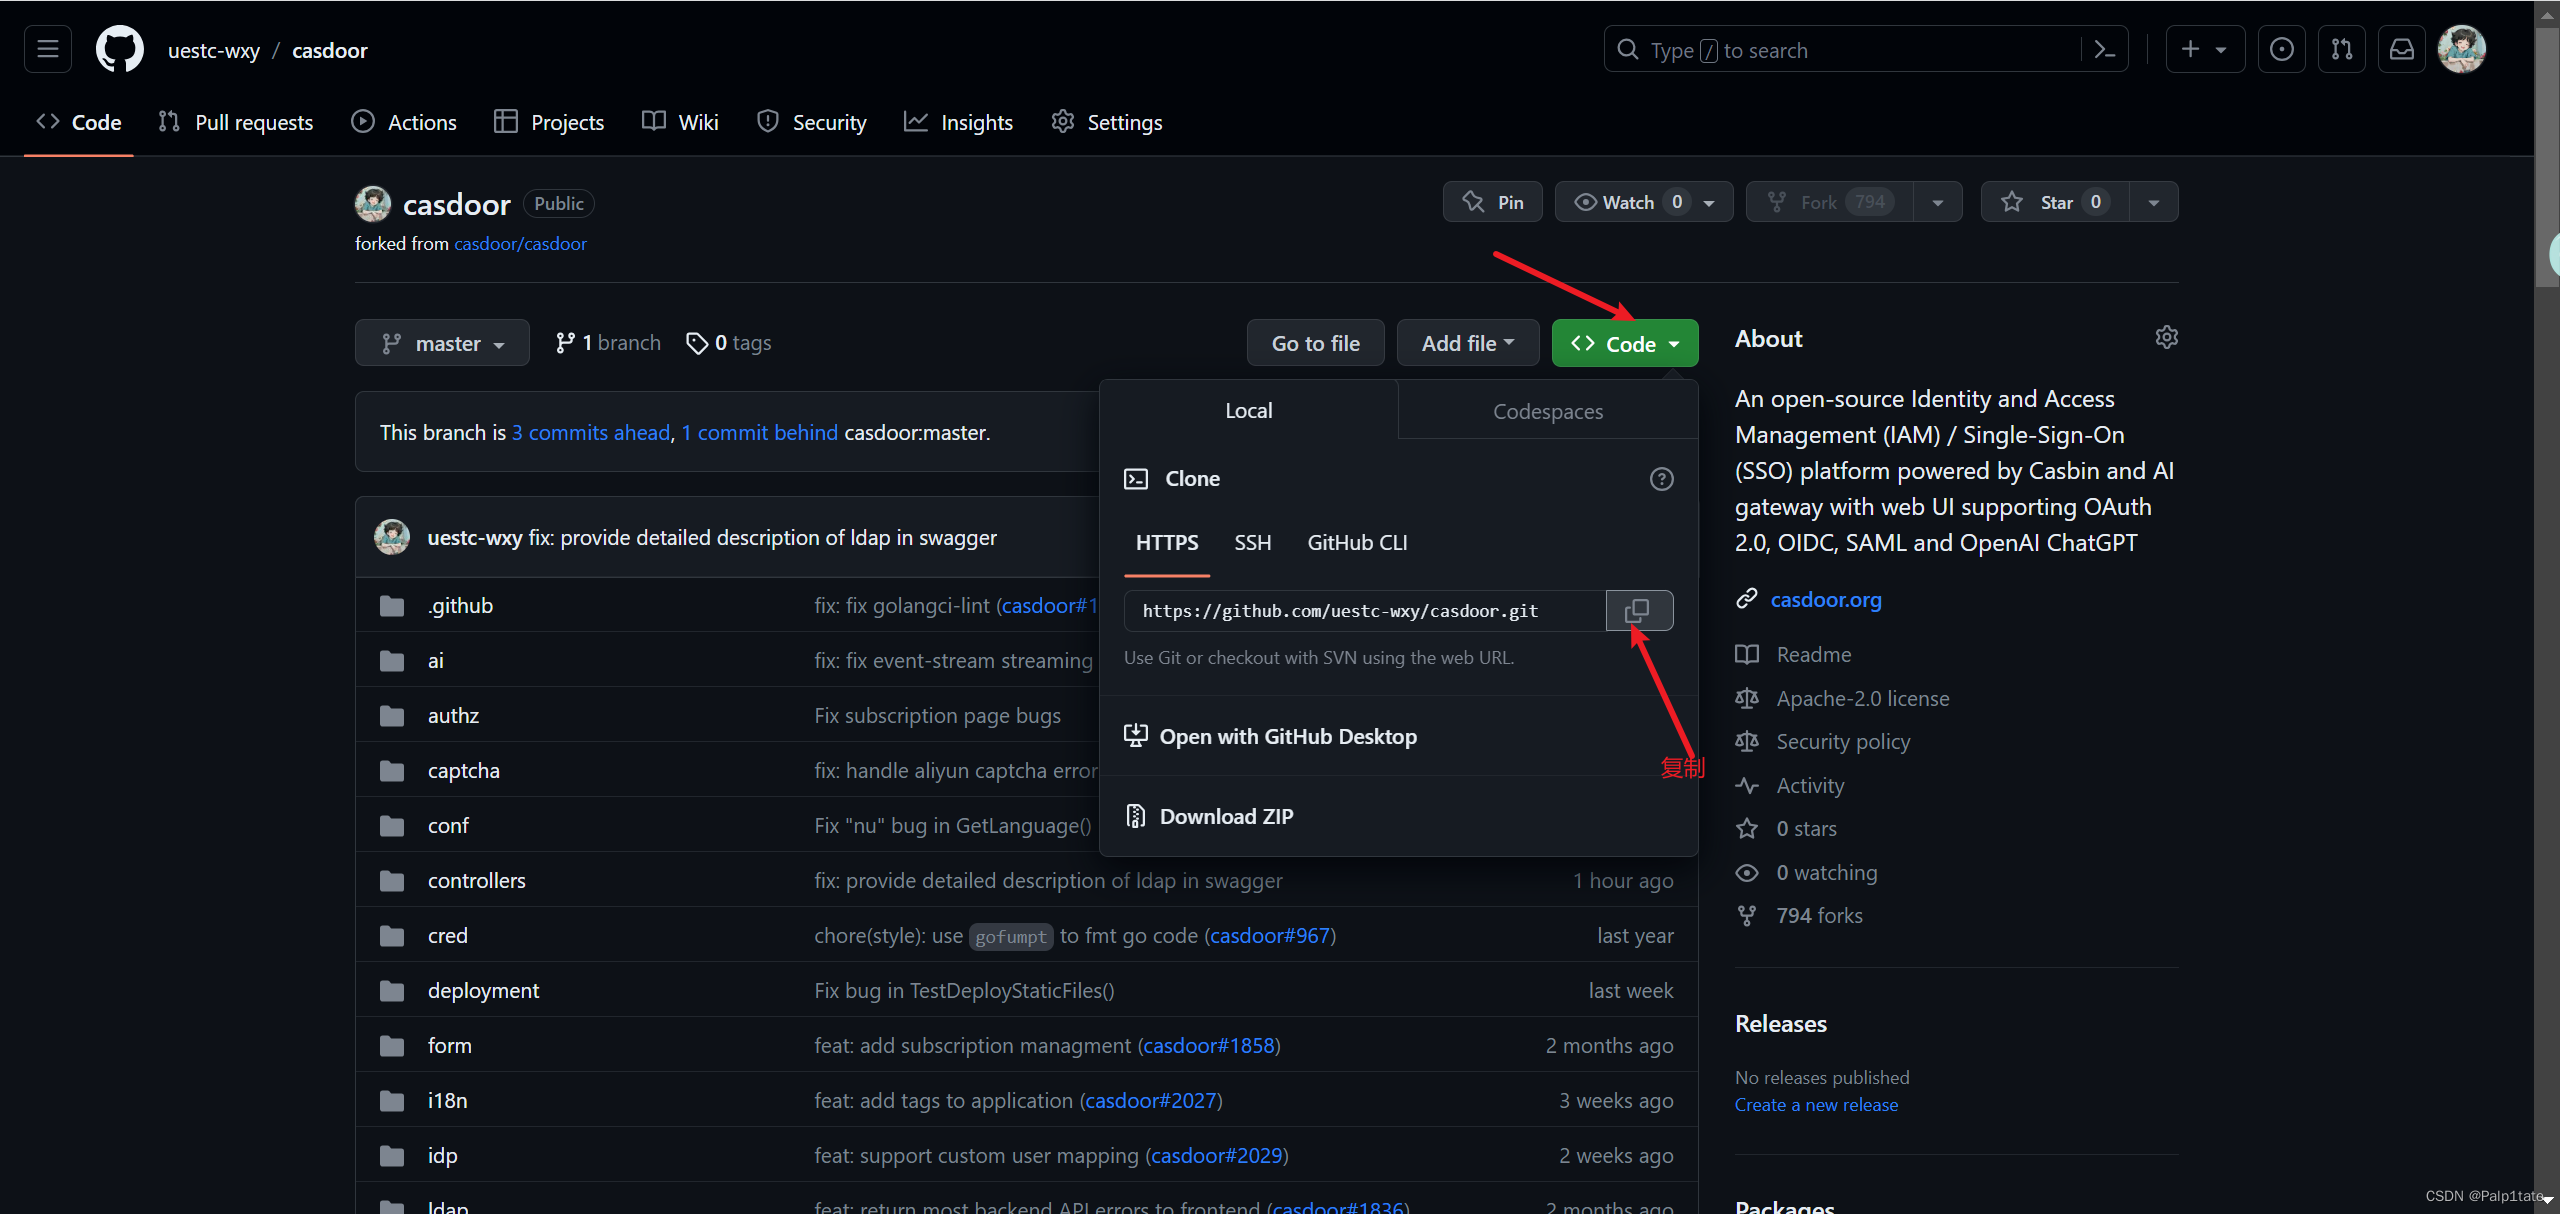 uestc-wxy / casdoor
Type / to search
Code
Pull requests
Actions
Projects
Wiki
Security
Insights
Settings
casdoor Public
Pin
Watch 0
Fork 794
Star 0
forked from casdoor/casdoor
master
1 branch
0 tags
Go to file
Add file
Code
This branch is 3 commits ahead, 1 commit behind casdoor:master.
uestc-wxy fix: provide detailed description of ldap in swagger
.github fix: fix golangci-lint (casdoor#1
ai fix: fix event-stream streaming
authz Fix subscription page bugs
captcha fix: handle aliyun captcha error
conf Fix "nu" bug in GetLanguage()
controllers fix: provide detailed description of ldap in swagger 1 hour ago
cred chore(style): use gofumpt to fmt go code (casdoor#967) last year
deployment Fix bug in TestDeployStaticFiles() last week
form feat: add subscription managment (casdoor#1858) 2 months ago
i18n feat: add tags to application (casdoor#2027) 3 weeks ago
idp feat: support custom user mapping (casdoor#2029) 2 weeks ago
ldap feat: return most backend API errors to frontend (casdoor#1836) 2 months ago
Local
Codespaces
Clone
HTTPS
SSH
GitHub CLI
https://github.com/uestc-wxy/casdoor.git
Use Git or checkout with SVN using the web URL.
Open with GitHub Desktop
复制
Download ZIP
About
An open-source Identity and Access
Management (IAM) / Single-Sign-On
(SSO) platform powered by Casbin and AI
gateway with web UI supporting OAuth
2.0, OIDC, SAML and OpenAI ChatGPT
casdoor.org
Readme
Apache-2.0 license
Security policy
Activity
0 stars
0 watching
794 forks
Releases
No releases published
Create a new release
Packages
CSDN @Palp1tate